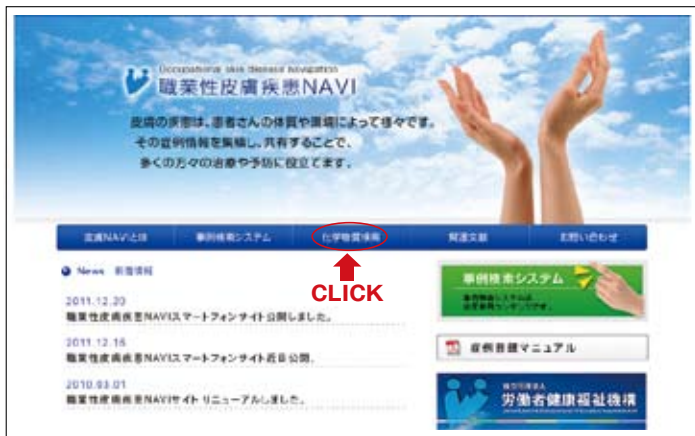 Occupational skin disease navigation
職業性皮膚疾患NAVI
皮膚の疾患は、患者さんの体質や環境によって様々です。
その症例情報を集積し、共有することで、
多くの方々の治療や予防に役立てます。
皮膚NAVIとは 事例検索システム 化学物質検索 関連文献 お問い合わせ
News 新着情報
CLICK
2011.12.20
職業性皮膚疾患NAVIスマートフォンサイト公開しました。
2011.12.16
職業性皮膚疾患NAVIスマートフォンサイト近日公開。
2010.03.01
職業性皮膚疾患NAVIサイトリニューアルしました。
事例検索システム
症例登録マニュアル
独立行政法人
労働者健康福祉機構